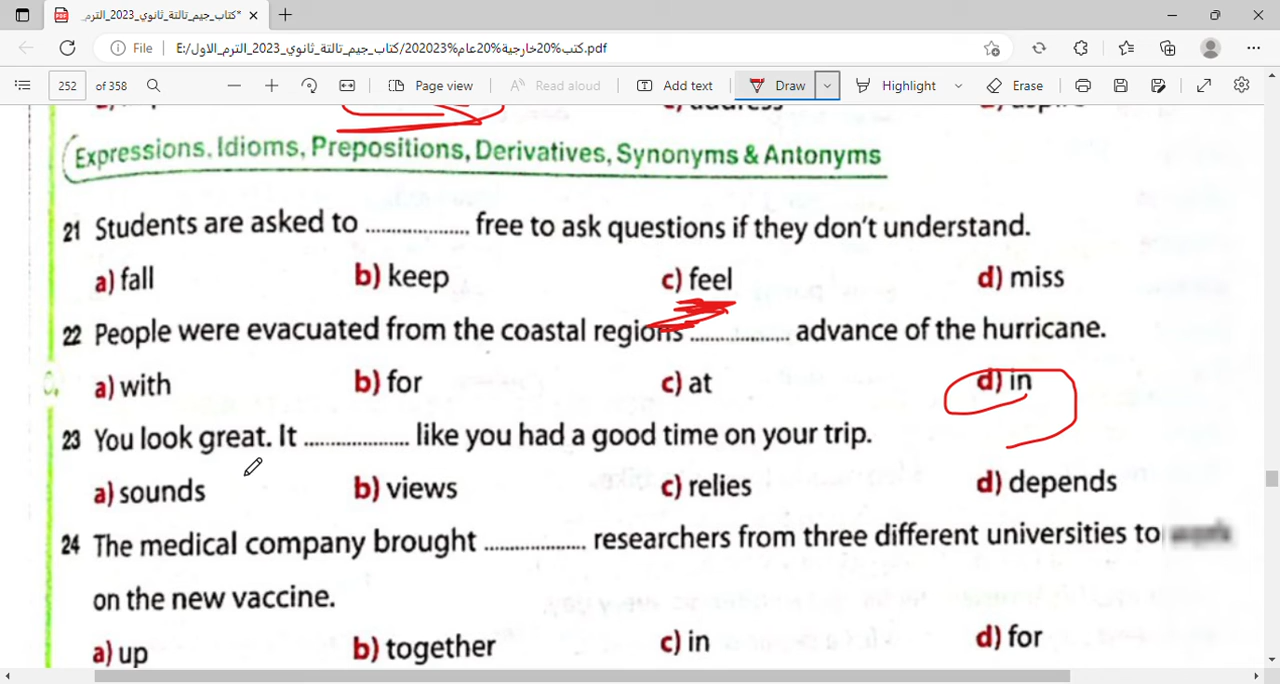 كتاب_جيم_تالتة_ثانوي_2023_الترم_*
File E:/كتب%20خارجية%20عام%202023/كتاب_جيم_تالتة_ثانوي_2023_الترم_الاول.pdf
252 of 358 Page view Read aloud Add text Draw Highlight Erase
c) address
Expressions, Idioms, Prepositions, Derivatives, Synonyms & Antonyms
21 Students are asked to .................... free to ask questions if they don't understand.
a) fall b) keep c) feel d) miss
22 People were evacuated from the coastal regions .................... advance of the hurricane.
a) with b) for c) at d) in
23 You look great. It .................... like you had a good time on your trip.
a) sounds b) views c) relies d) depends
24 The medical company brought .................... researchers from three different universities to work
on the new vaccine.
a) up b) together c) in d) for